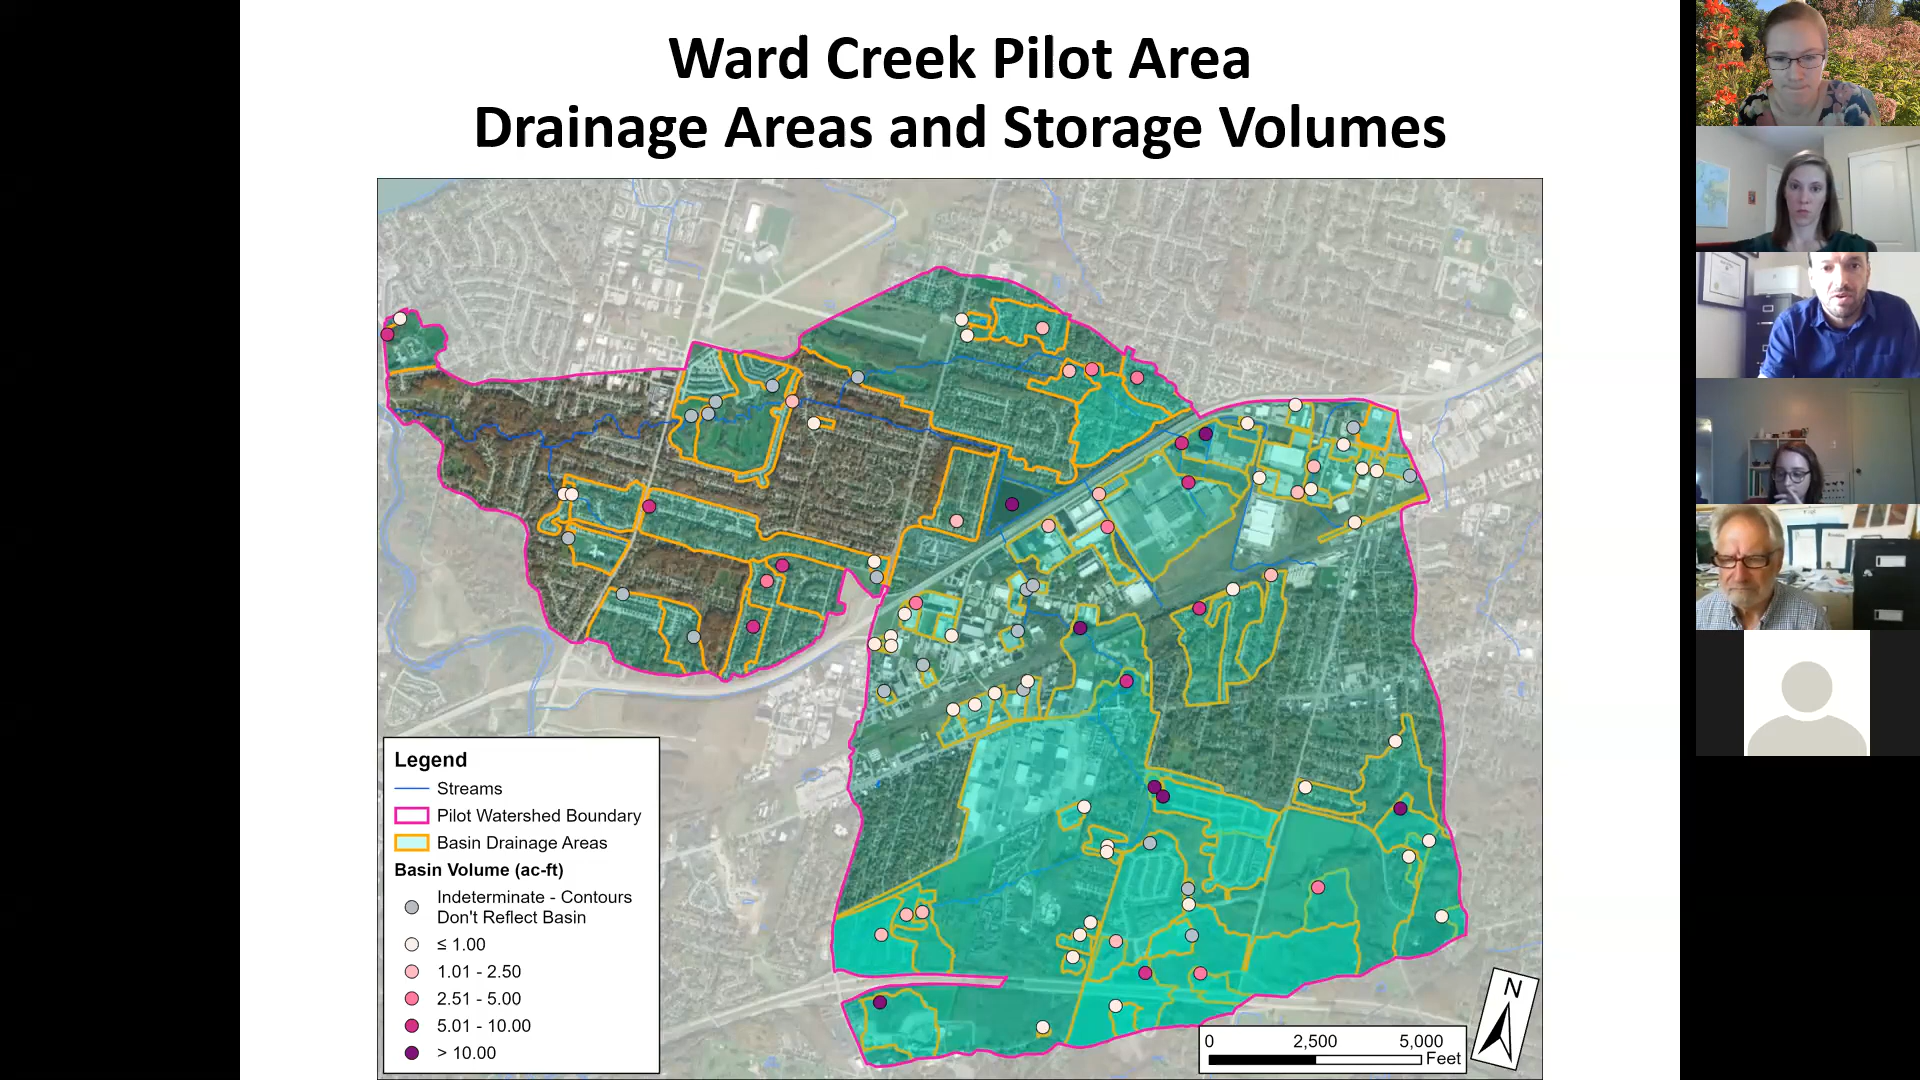 Ward Creek Pilot Area
Drainage Areas and Storage Volumes
Legend
Streams
Pilot Watershed Boundary
Basin Drainage Areas
Basin Volume (ac-ft)
Indeterminate - Contours
Don't Reflect Basin
≤ 1.00
1.01 - 2.50
2.51 - 5.00
5.01 - 10.00
> 10.00
N
0 2,500 5,000
Feet